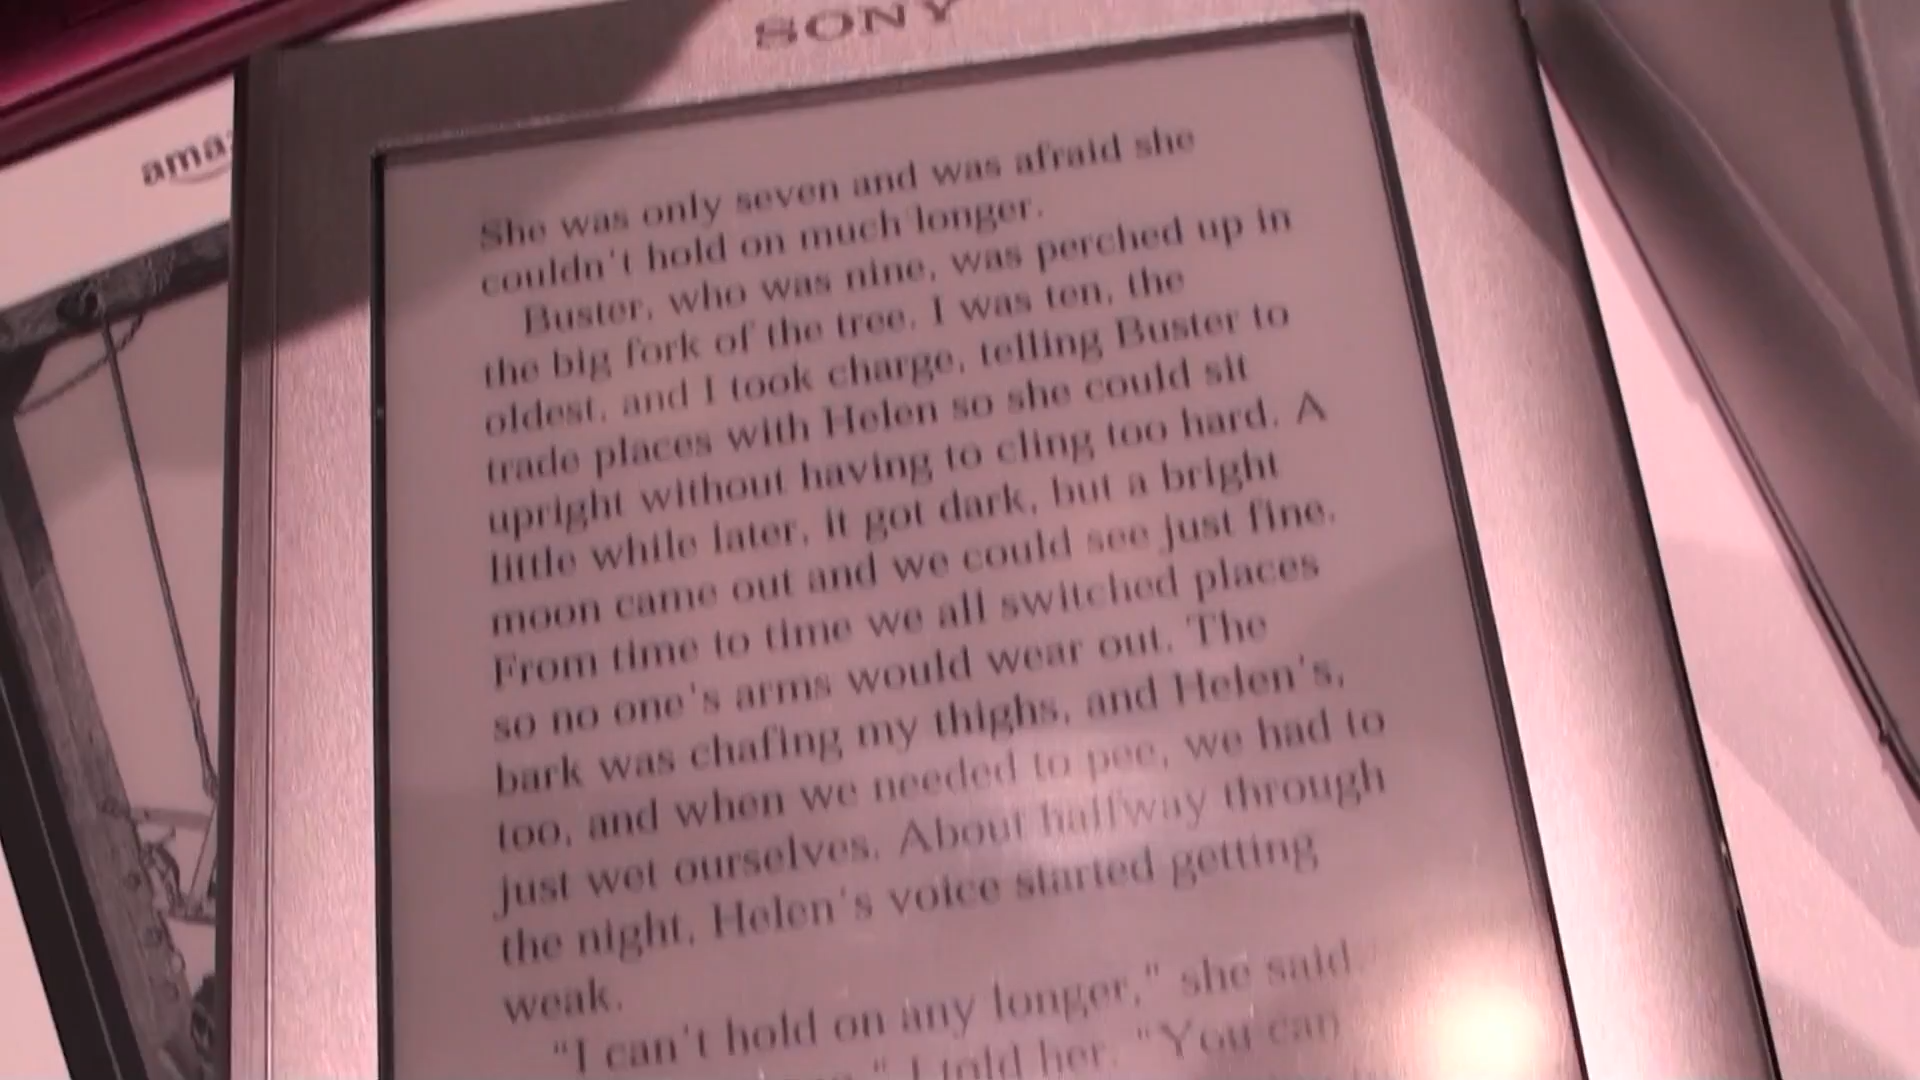 SONY
amaz
She was only seven and was afraid she
couldn't hold on much longer.
Buster, who was nine, was perched up in
the big fork of the tree. I was ten, the
oldest, and I took charge, telling Buster to
trade places with Helen so she could sit
upright without having to cling too hard. A
little while later, it got dark, but a bright
moon came out and we could see just fine.
From time to time we all switched places
so no one's arms would wear out. The
bark was chafing my thighs, and Helen's,
too, and when we needed to pee, we had to
just wet ourselves. About halfway through
the night, Helen's voice started getting
weak.
"I can't hold on any longer," she said.
" I told her. "You can